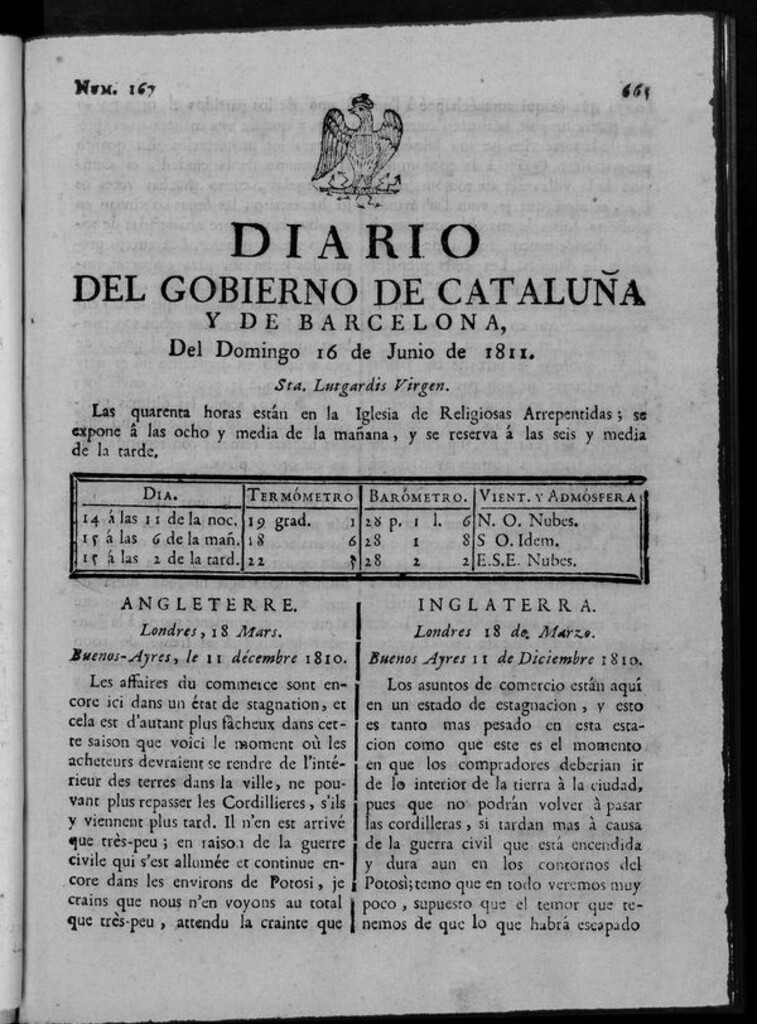 Num. 167
665
DIARIO
DEL GOBIERNO DE CATALUÑA
Y DE BARCELONA,
Del Domingo 16 de Junio de 1811.
Sta. Lutgardis Virgen.
Las quarenta horas están en la Iglesia de Religiosas Arrepentidas ; se
expone á las ocho y media de la mañana, y se reserva á las seis y media
de la tarde.
DIA. TERMÓMETRO BARÓMETRO. VIENT. Y ADMÓSFERA
14 á las 11 de la noc. 19 grad. 1 28 p. 1 l. 6 N. O. Nubes.
15 á las 6 de la mañ. 18 6 28 1 8 S O. Idem.
15 á las 2 de la tard. 22 28 2 2 E.S.E. Nubes.
ANGLETERRE.
Londres, 18 Mars.
Buenos-Ayres, le 11 décembre 1810.
Les affaires du commerce sont en-
core ici dans un état de stagnation, et
cela est d'autant plus fâcheux dans cet-
te saison que voici le moment où les
acheteurs devraient se rendre de l'inté-
rieur des terres dans la ville, ne pou-
vant plus repasser les Cordillieres, s'ils
y viennent plus tard. Il n'en est arrivé
que très-peu ; en raison de la guerre
civile qui s'est allumée et continue en-
core dans les environs de Potosi, je
crains que nous n'en voyons au total
que très-peu, attendu la crainte que
INGLATERRA.
Londres 18 de Marzo.
Buenos Ayres 11 de Diciembre 1810.
Los asuntos de comercio están aquí
en un estado de estagnacion, y esto
es tanto mas pesado en esta esta-
cion como que este es el momento
en que los compradores deberian ir
de lo interior de la tierra à la ciudad,
pues que no podrán volver à pasar
las cordilleras, si tardan mas à causa
de la guerra civil que está encendida
y dura aun en los contornos del
Potosì; temo que en todo veremos muy
poco, supuesto que el temor que te-
nemos de que lo que habrá escapado